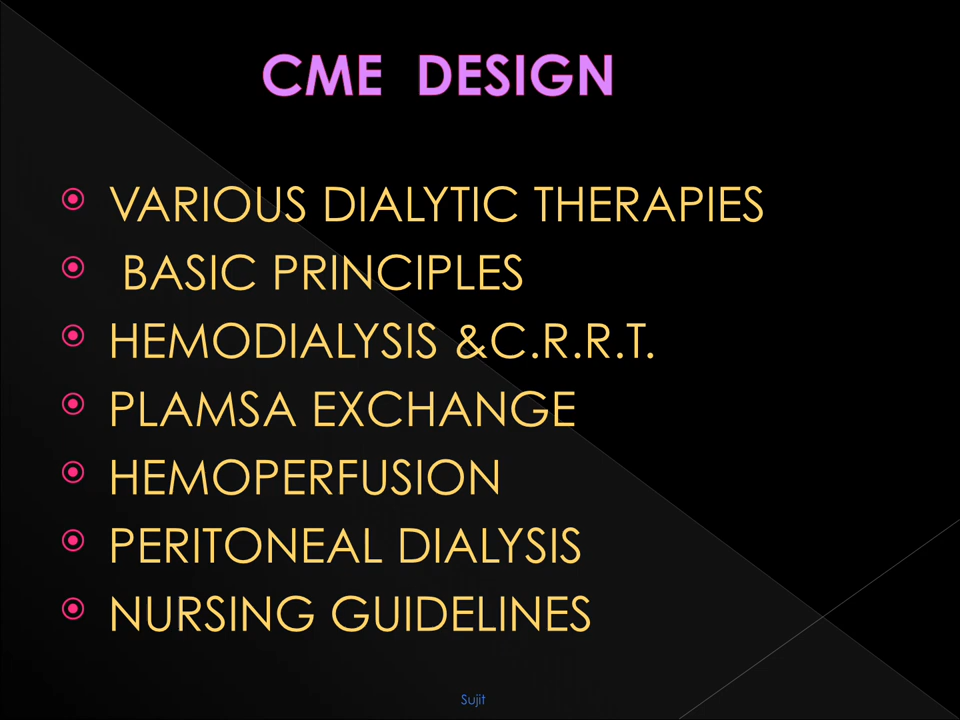 CME DESIGN
VARIOUS DIALYTIC THERAPIES
BASIC PRINCIPLES
HEMODIALYSIS &C.R.R.T.
PLAMSA EXCHANGE
HEMOPERFUSION
PERITONEAL DIALYSIS
NURSING GUIDELINES
Sujit